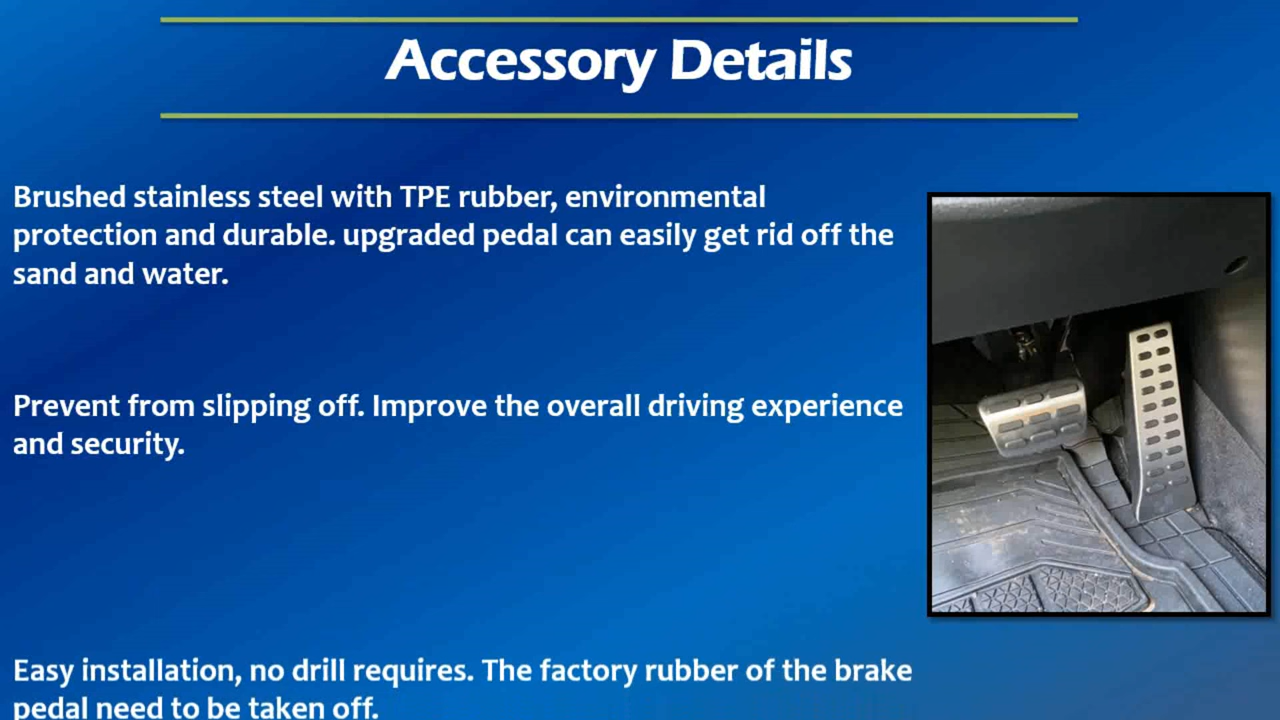 Accessory Details
Brushed stainless steel with TPE rubber, environmental
protection and durable. upgraded pedal can easily get rid off the
sand and water.
Prevent from slipping off. Improve the overall driving experience
and security.
Easy installation, no drill requires. The factory rubber of the brake
pedal need to be taken off.